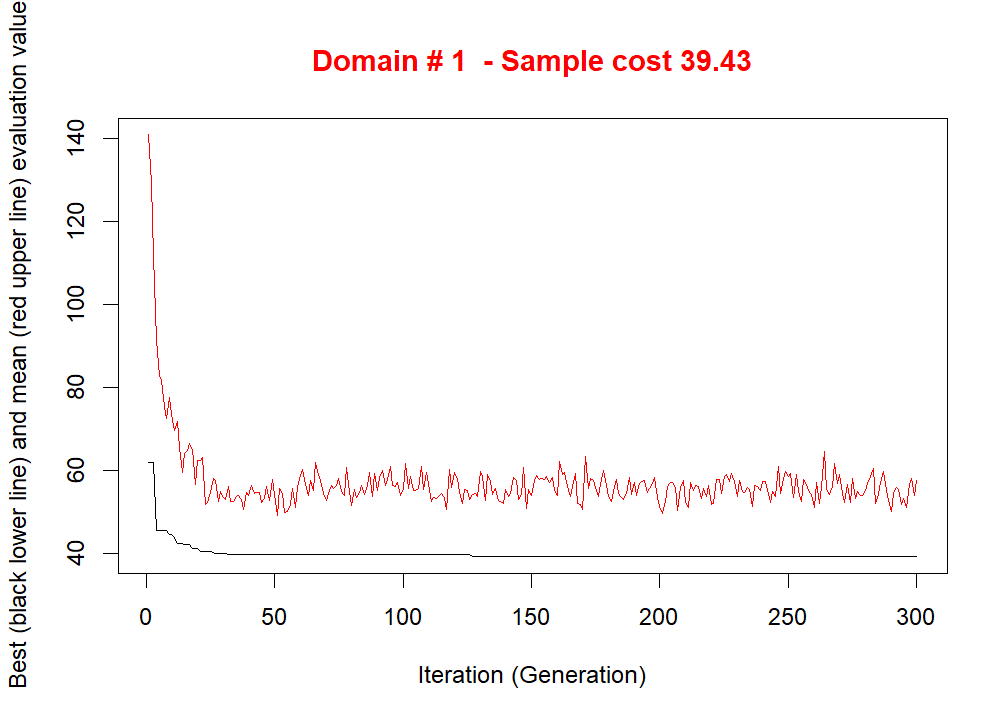 Domain # 1  - Sample cost 39.43
Best (black lower line) and mean (red upper line) evaluation value
140
120
100
80
60
40
0 50 100 150 200 250 300
Iteration (Generation)